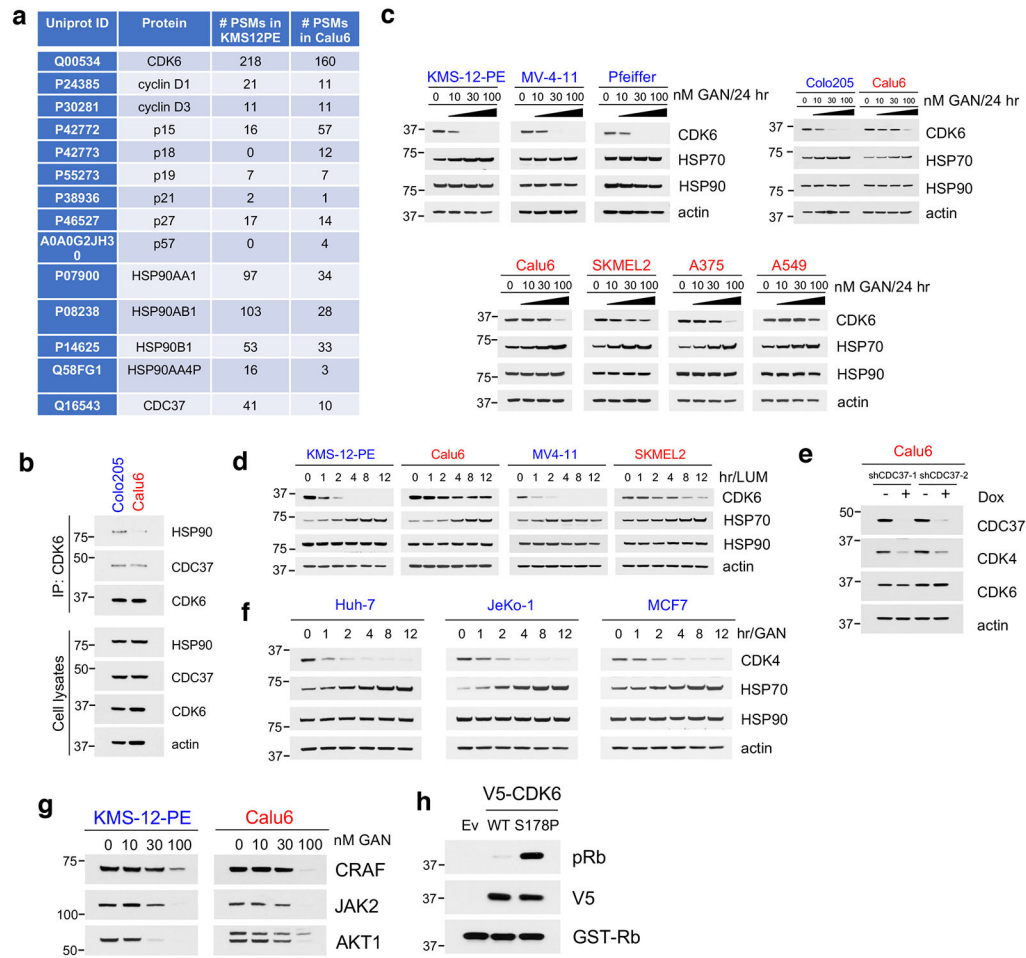 a
Uniprot ID Protein # PSMs in KMS12PE # PSMs in Calu6
Q00534 CDK6 218 160
P24385 cyclin D1 21 11
P30281 cyclin D3 11 11
P42772 p15 16 57
P42773 p18 0 12
P55273 p19 7 7
P38936 p21 2 1
P46527 p27 17 14
A0A0G2JH30 p57 0 4
P07900 HSP90AA1 97 34
P08238 HSP90AB1 103 28
P14625 HSP90B1 53 33
Q58FG1 HSP90AA4P 16 3
Q16543 CDC37 41 10
b
Colo205 Calu6
IP: CDK6
75 HSP90
50 CDC37
37 CDK6
Cell lysates
75 HSP90
50 CDC37
37 CDK6
37 actin
c
KMS-12-PE MV-4-11 Pfeiffer
0 10 30 100 0 10 30 100 0 10 30 100 nM GAN/24 hr
37 CDK6
75 HSP70
75 HSP90
37 actin
Colo205 Calu6
0 10 30 100 0 10 30 100 nM GAN/24 hr
37 CDK6
75 HSP70
75 HSP90
37 actin
Calu6 SKMEL2 A375 A549
0 10 30 100 0 10 30 100 0 10 30 100 0 10 30 100 nM GAN/24 hr
37 CDK6
75 HSP70
75 HSP90
37 actin
d
KMS-12-PE Calu6 MV4-11 SKMEL2
0 1 2 4 8 12 0 1 2 4 8 12 0 1 2 4 8 12 0 1 2 4 8 12 hr/LUM
37 CDK6
75 HSP70
75 HSP90
37 actin
e
Calu6
shCDC37-1 shCDC37-2
- + - + Dox
50 CDC37
37 CDK4
37 CDK6
37 actin
f
Huh-7 JeKo-1 MCF7
0 1 2 4 8 12 0 1 2 4 8 12 0 1 2 4 8 12 hr/GAN
37 CDK4
75 HSP70
75 HSP90
37 actin
g
KMS-12-PE Calu6
0 10 30 100 0 10 30 100 nM GAN
75 CRAF
100 JAK2
50 AKT1
h
V5-CDK6
Ev WT S178P
37 pRb
37 V5
37 GST-Rb